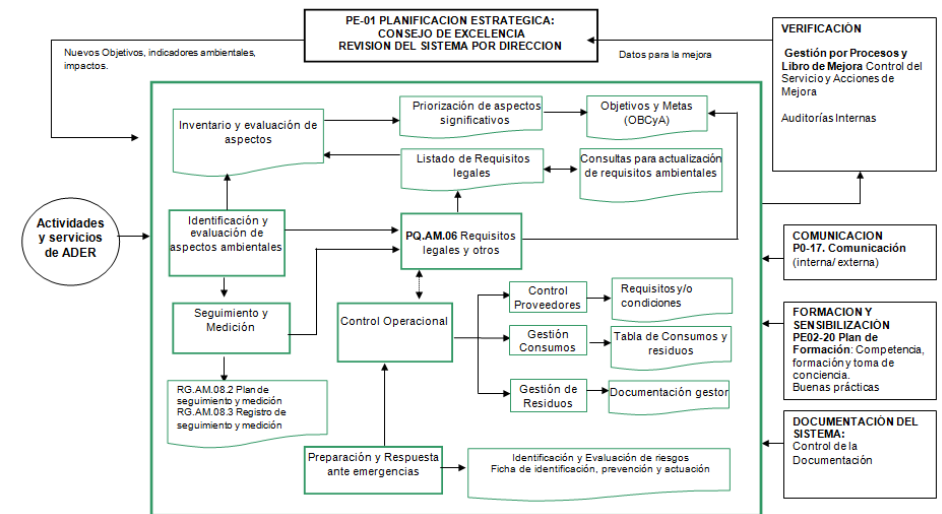 PE-01 PLANIFICACION ESTRATEGICA:
CONSEJO DE EXCELENCIA
REVISION DEL SISTEMA POR DIRECCION
Nuevos Objetivos, indicadores ambientales,
impactos.
Datos para la mejora
VERIFICACIÓN
Gestión por Procesos y
Libro de Mejora Control del
Servicio y Acciones de
Mejora
Auditorías Internas
Inventario y evaluación de
aspectos
Priorización de aspectos
significativos
Objetivos y Metas
(OBCyA)
Listado de Requisitos
legales
Consultas para actualización
de requisitos ambientales
Actividades
y servicios
de ADER
Identificación y
evaluación de
aspectos ambientales
PQ.AM.06 Requisitos
legales y otros
COMUNICACION
P0-17. Comunicación
(interna/ externa)
Seguimiento y
Medición
Control Operacional
Control
Proveedores
Requisitos y/o
condiciones
Gestión
Consumos
Tabla de Consumos y
residuos
Gestión de
Residuos
Documentación gestor
FORMACION Y
SENSIBILIZACIÓN
PE02-20 Plan de
Formación: Competencia,
formación y toma de
conciencia.
Buenas prácticas
RG.AM.08.2 Plan de
seguimiento y medición
RG.AM.08.3 Registro de
seguimiento y medición
DOCUMENTACIÓN DEL
SISTEMA:
Control de la
Documentación
Preparación y Respuesta
ante emergencias
Identificación y Evaluación de riesgos
Ficha de identificación, prevención y actuación